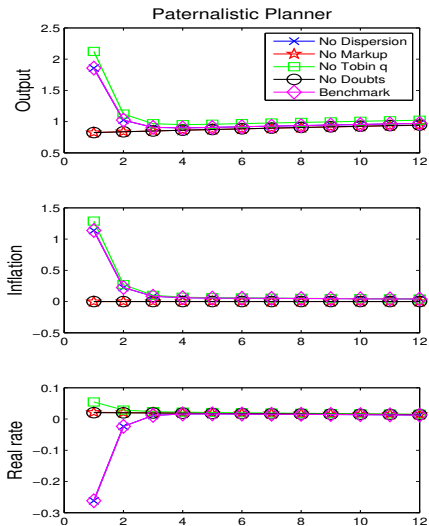 Paternalistic Planner
Output
2.5
2
1.5
1
0.5
0 2 4 6 8 10 12
No Dispersion
No Markup
No Tobin q
No Doubts
Benchmark
Inflation
1.5
1
0.5
0
−0.5
0 2 4 6 8 10 12
Real rate
0.1
0
−0.1
−0.2
−0.3
0 2 4 6 8 10 12